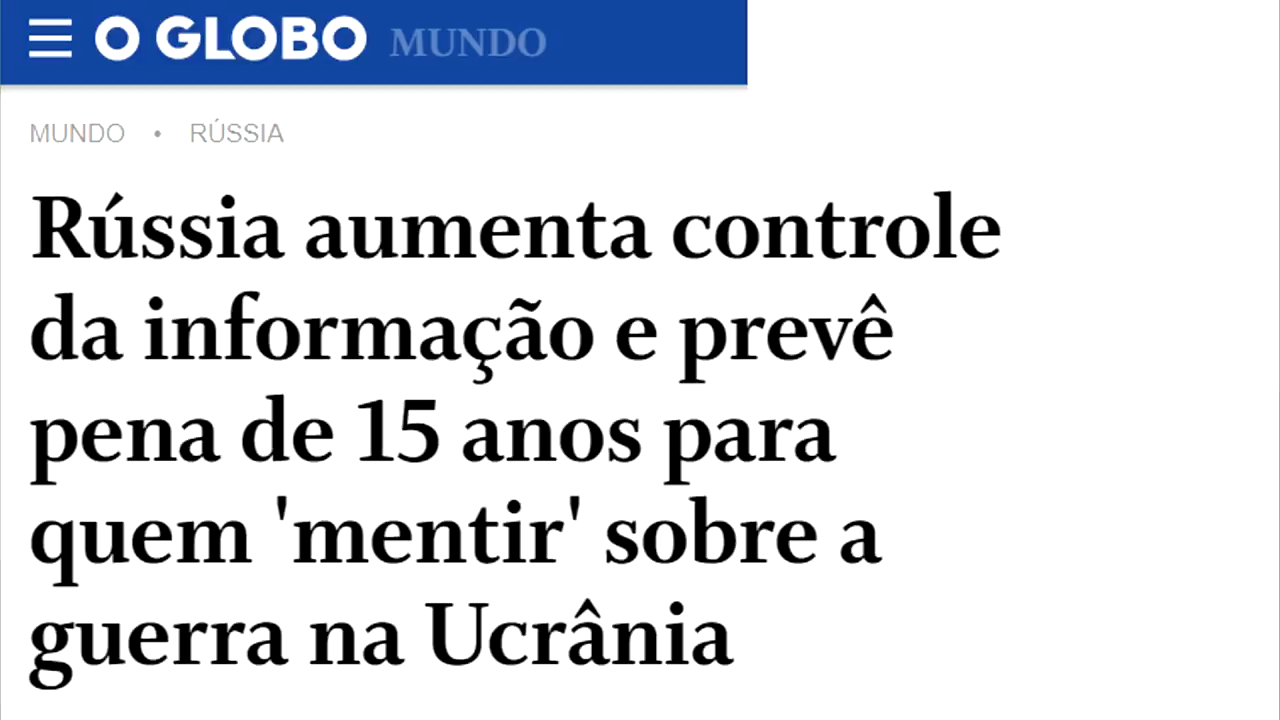 O GLOBO MUNDO
MUNDO • RÚSSIA
Rússia aumenta controle
da informação e prevê
pena de 15 anos para
quem 'mentir' sobre a
guerra na Ucrânia